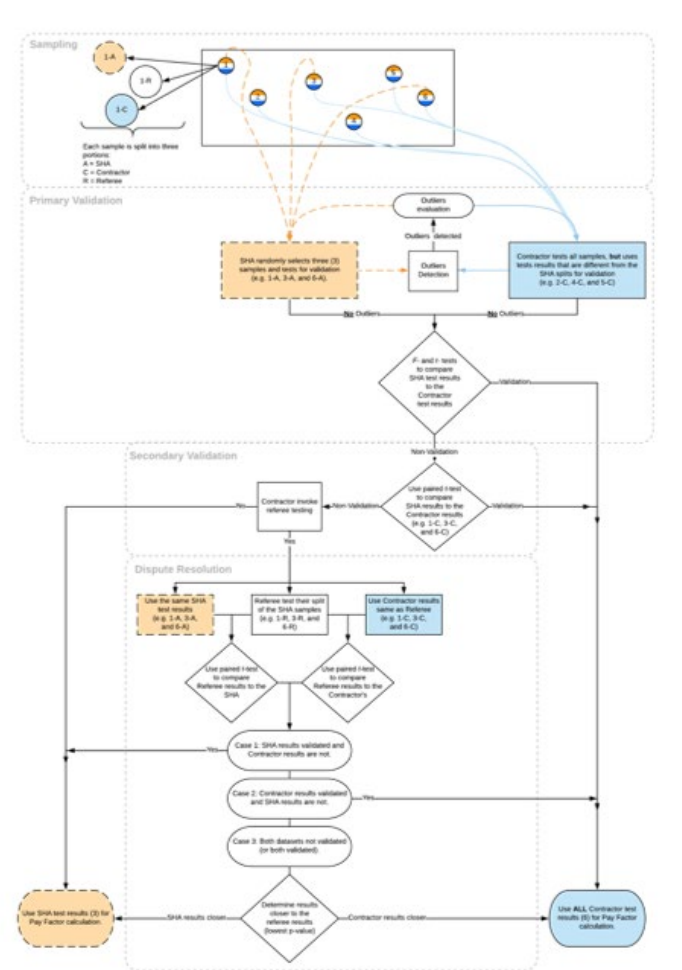 Sampling
1-A
1-R
1-C
1
2
3
4
5
6
Each sample is split into three
portions:
A = SHA
C = Contractor
R = Referee
Primary Validation
Outliers
evaluation
Outliers detected
SHA randomly selects three (3)
samples and tests for validation
(e.g. 1-A, 3-A, and 6-A).
Outliers
Detection
Contractor tests all samples, but uses
tests results that are different from the
SHA splits for validation
(e.g. 2-C, 4-C, and 5-C)
No Outliers
No Outliers
F- and t- tests
to compare
SHA test results
to the
Contractor
test results
Validation
Non-Validation
Secondary Validation
Use paired t-test
to compare
SHA results to the
Contractor results
(e.g. 1-C, 3-C,
and 6-C)
Validation
Non-Validation
Contractor invoke
referee testing
No
Yes
Dispute Resolution
Use the same SHA
test results
(e.g. 1-A, 3-A,
and 6-A)
Referee test their split
of the SHA samples
(e.g. 1-R, 3-R, and
6-R)
Use Contractor results
same as Referee
(e.g. 1-C, 3-C,
and 6-C)
Use paired t-test
to compare
Referee results to the
SHA
Use paired t-test
to compare
Referee results to the
Contractor's
Case 1: SHA results validated and
Contractor results are not.
Yes
Case 2: Contractor results validated
and SHA results are not.
Yes
Case 3: Both datasets not validated
(or both validated).
Determine results
closer to the
referee results
(lowest p-value)
SHA results closer
Contractor results closer
Use SHA test results (3) for
Pay Factor calculation.
Use ALL Contractor test
results (6) for Pay Factor
calculation.